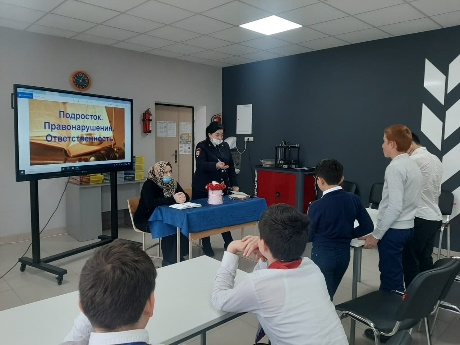 Подросток.
Правонарушения
Ответственность